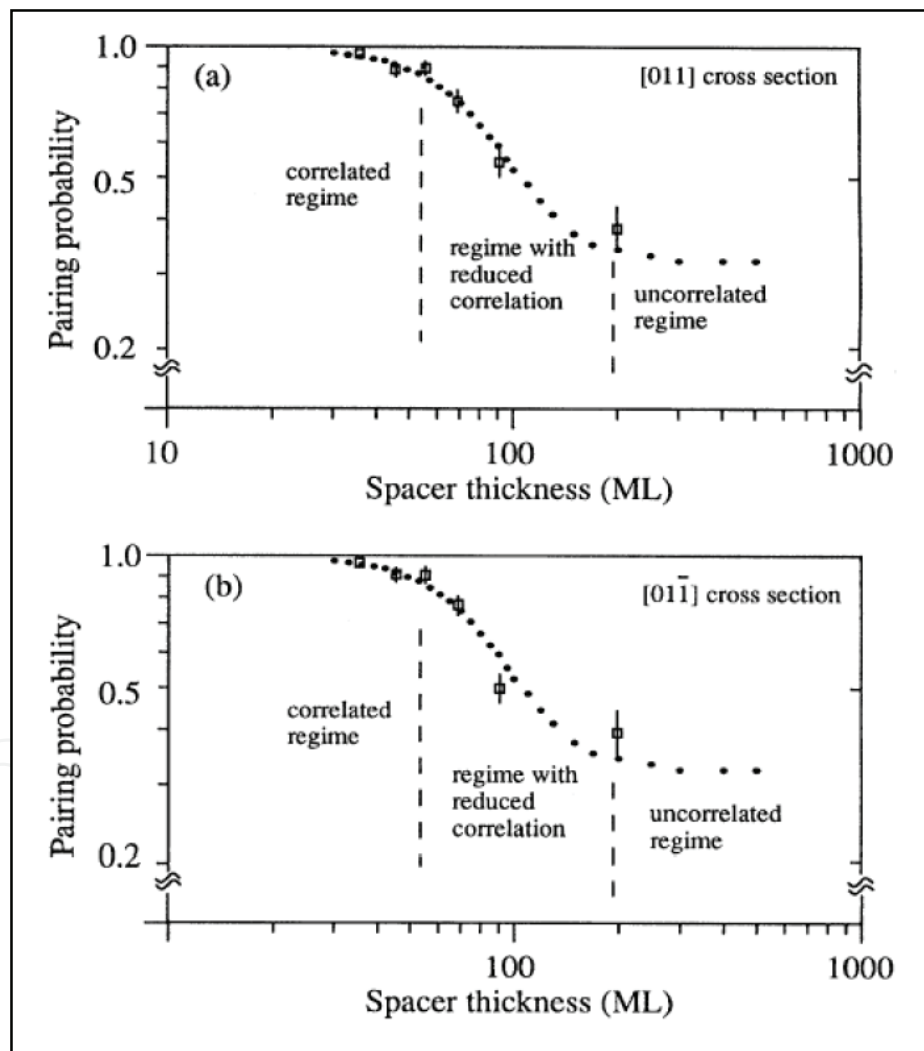 1.0
(a)
[011] cross section
Pairing probability
correlated
regime
0.5
regime with
reduced
correlation
uncorrelated
regime
0.2
10
100
1000
Spacer thickness (ML)
1.0
(b)
[011̄] cross section
Pairing probability
correlated
regime
0.5
regime with
reduced
correlation
uncorrelated
regime
0.2
100
1000
Spacer thickness (ML)